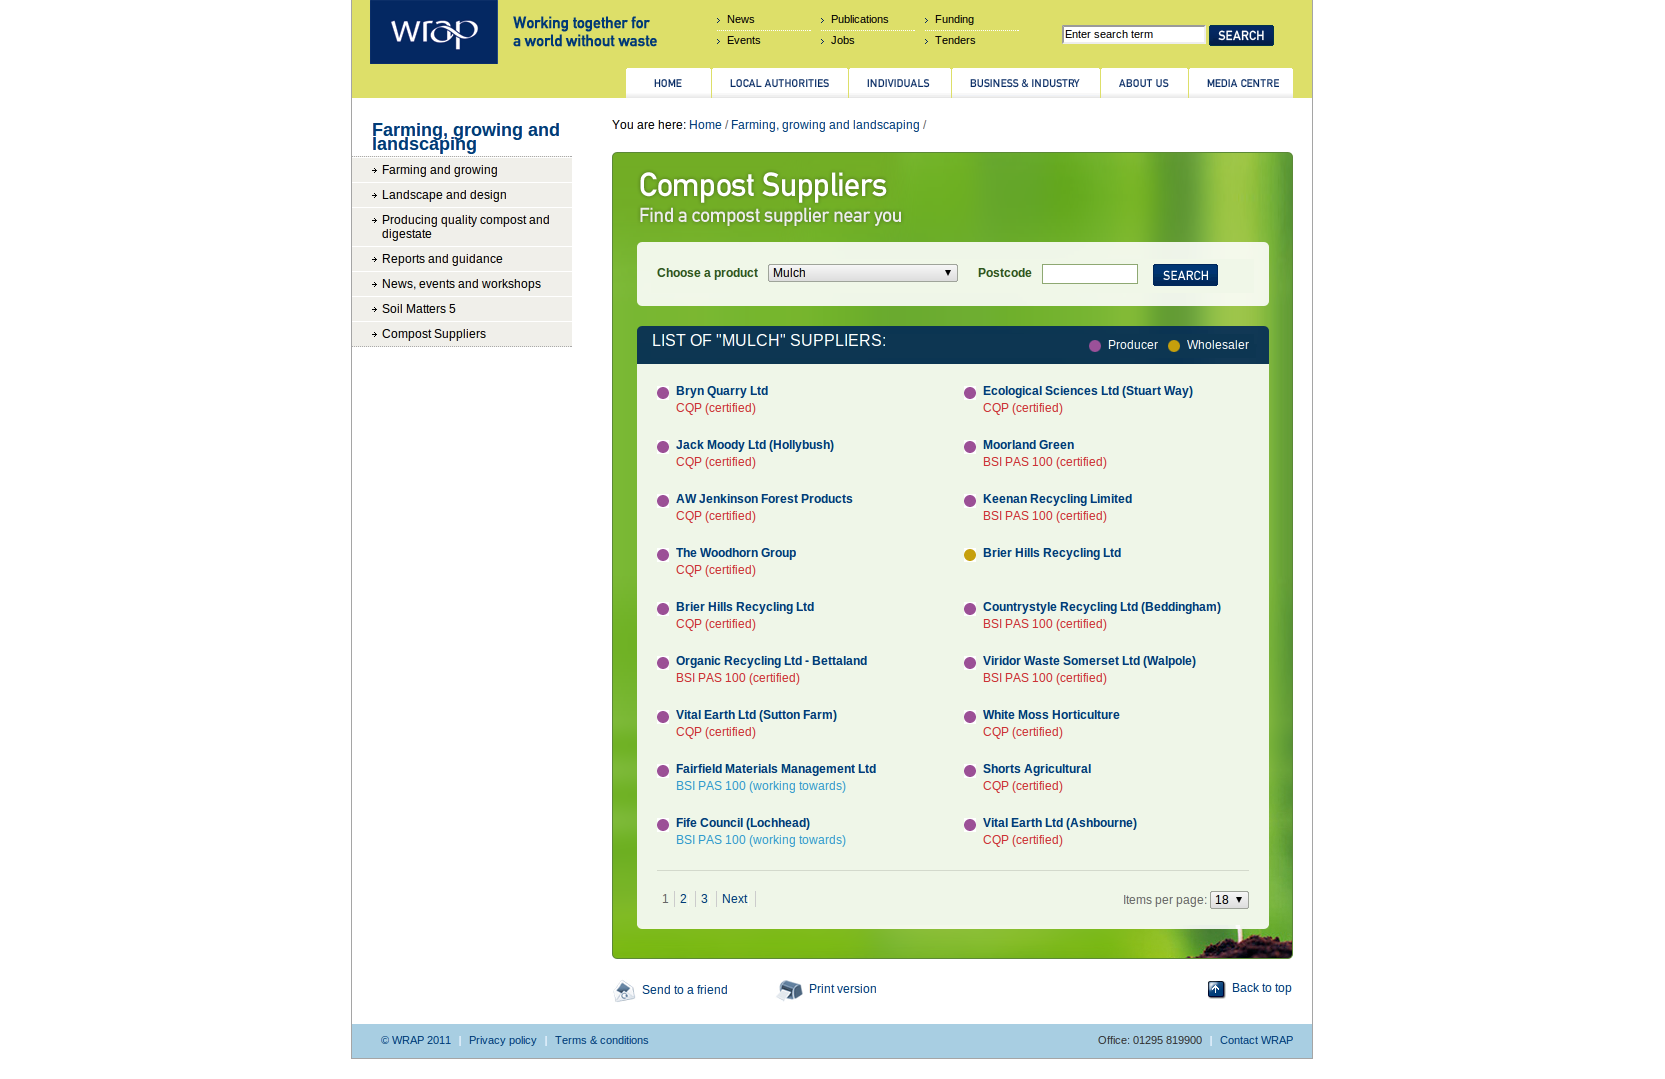 wrap
Working together for
a world without waste
News
Publications
Funding
Events
Jobs
Tenders
Enter search term
SEARCH
HOME
LOCAL AUTHORITIES
INDIVIDUALS
BUSINESS & INDUSTRY
ABOUT US
MEDIA CENTRE
Farming, growing and
landscaping
Farming and growing
Landscape and design
Producing quality compost and
digestate
Reports and guidance
News, events and workshops
Soil Matters 5
Compost Suppliers
You are here: Home / Farming, growing and landscaping /
Compost Suppliers
Find a compost supplier near you
Choose a product
Mulch
Postcode
SEARCH
LIST OF "MULCH" SUPPLIERS:
Producer
Wholesaler
Bryn Quarry Ltd
CQP (certified)
Ecological Sciences Ltd (Stuart Way)
CQP (certified)
Jack Moody Ltd (Hollybush)
CQP (certified)
Moorland Green
BSI PAS 100 (certified)
AW Jenkinson Forest Products
CQP (certified)
Keenan Recycling Limited
BSI PAS 100 (certified)
The Woodhorn Group
CQP (certified)
Brier Hills Recycling Ltd
Brier Hills Recycling Ltd
CQP (certified)
Countrystyle Recycling Ltd (Beddingham)
BSI PAS 100 (certified)
Organic Recycling Ltd - Bettaland
BSI PAS 100 (certified)
Viridor Waste Somerset Ltd (Walpole)
BSI PAS 100 (certified)
Vital Earth Ltd (Sutton Farm)
CQP (certified)
White Moss Horticulture
CQP (certified)
Fairfield Materials Management Ltd
BSI PAS 100 (working towards)
Shorts Agricultural
CQP (certified)
Fife Council (Lochhead)
BSI PAS 100 (working towards)
Vital Earth Ltd (Ashbourne)
CQP (certified)
1 2 3 Next
Items per page: 18
Send to a friend
Print version
Back to top
© WRAP 2011 | Privacy policy | Terms & conditions
Office: 01295 819900 | Contact WRAP